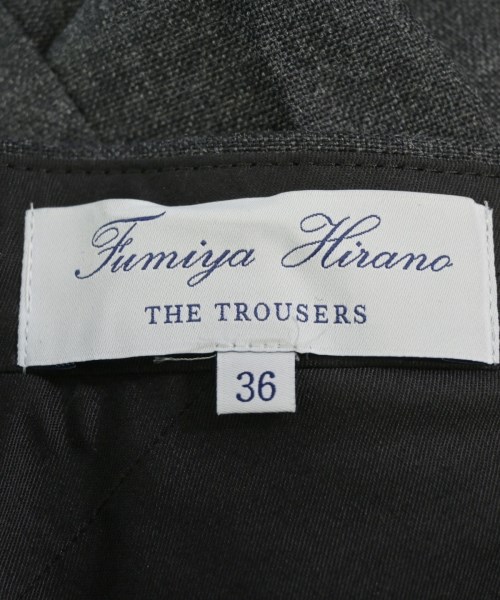 Fumiya Hirano
THE TROUSERS
36